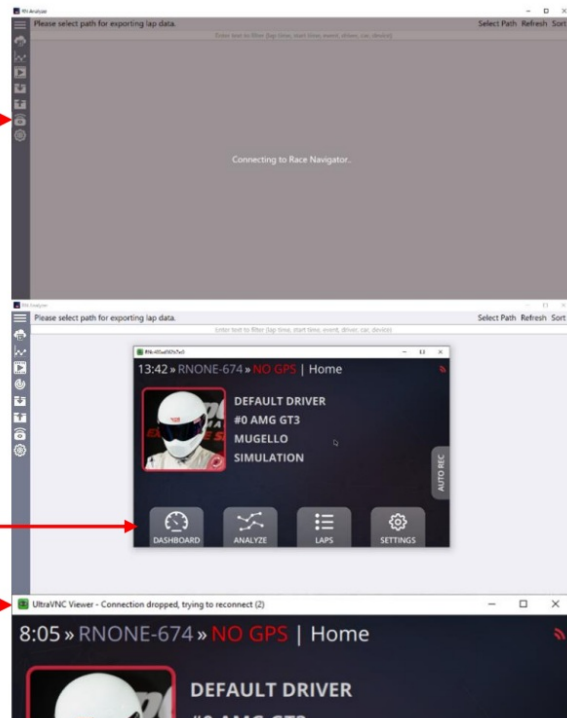 RN Analyzer
Please select path for exporting lap data. Select Path Refresh Sort
Enter text to filter (lap time, start time, event, driver, car, device)
Connecting to Race Navigator..
RN Analyzer
Please select path for exporting lap data. Select Path Refresh Sort
Enter text to filter (lap time, start time, event, driver, car, device)
13:42 » RNONE-674 » NO GPS | Home
DEFAULT DRIVER
#0 AMG GT3
MUGELLO
SIMULATION
AUTO REC
DASHBOARD ANALYZE LAPS SETTINGS
UltraVNC Viewer - Connection dropped, trying to reconnect (2)
8:05 » RNONE-674 » NO GPS | Home
DEFAULT DRIVER
#0 AMG GT3